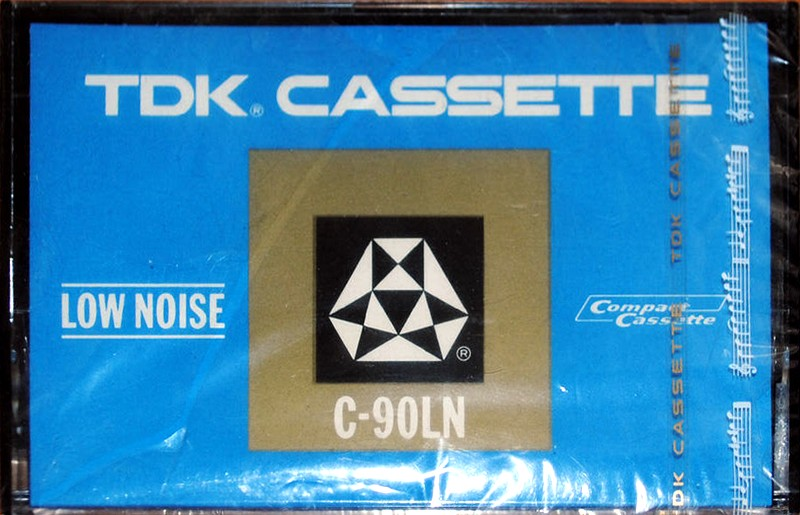 TDK® CASSETTE
LOW NOISE
®
C-90LN
Compact
Cassette
TDK CASSETTE TDK CASSETTE